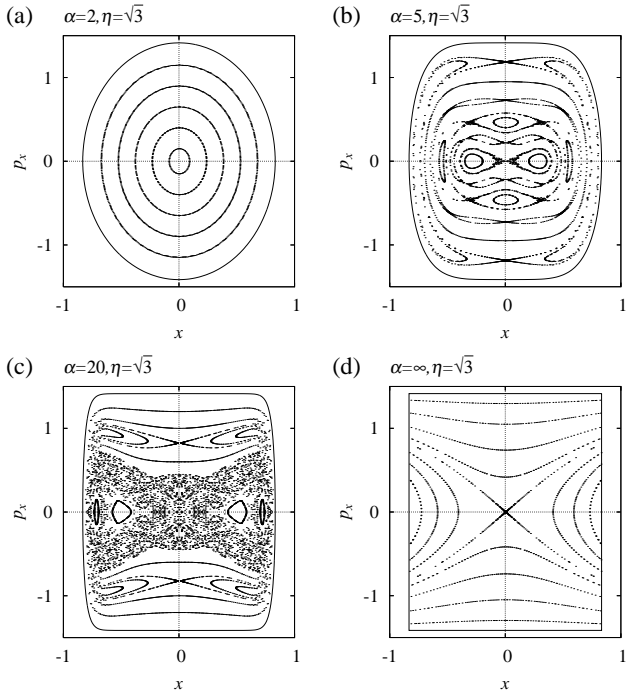 (a) α=2, η=√3
(b) α=5, η=√3
1
0
-1
p_x
-1 0 1
x
1
0
-1
p_x
-1 0 1
x
(c) α=20, η=√3
(d) α=∞, η=√3
1
0
-1
p_x
-1 0 1
x
1
0
-1
p_x
-1 0 1
x